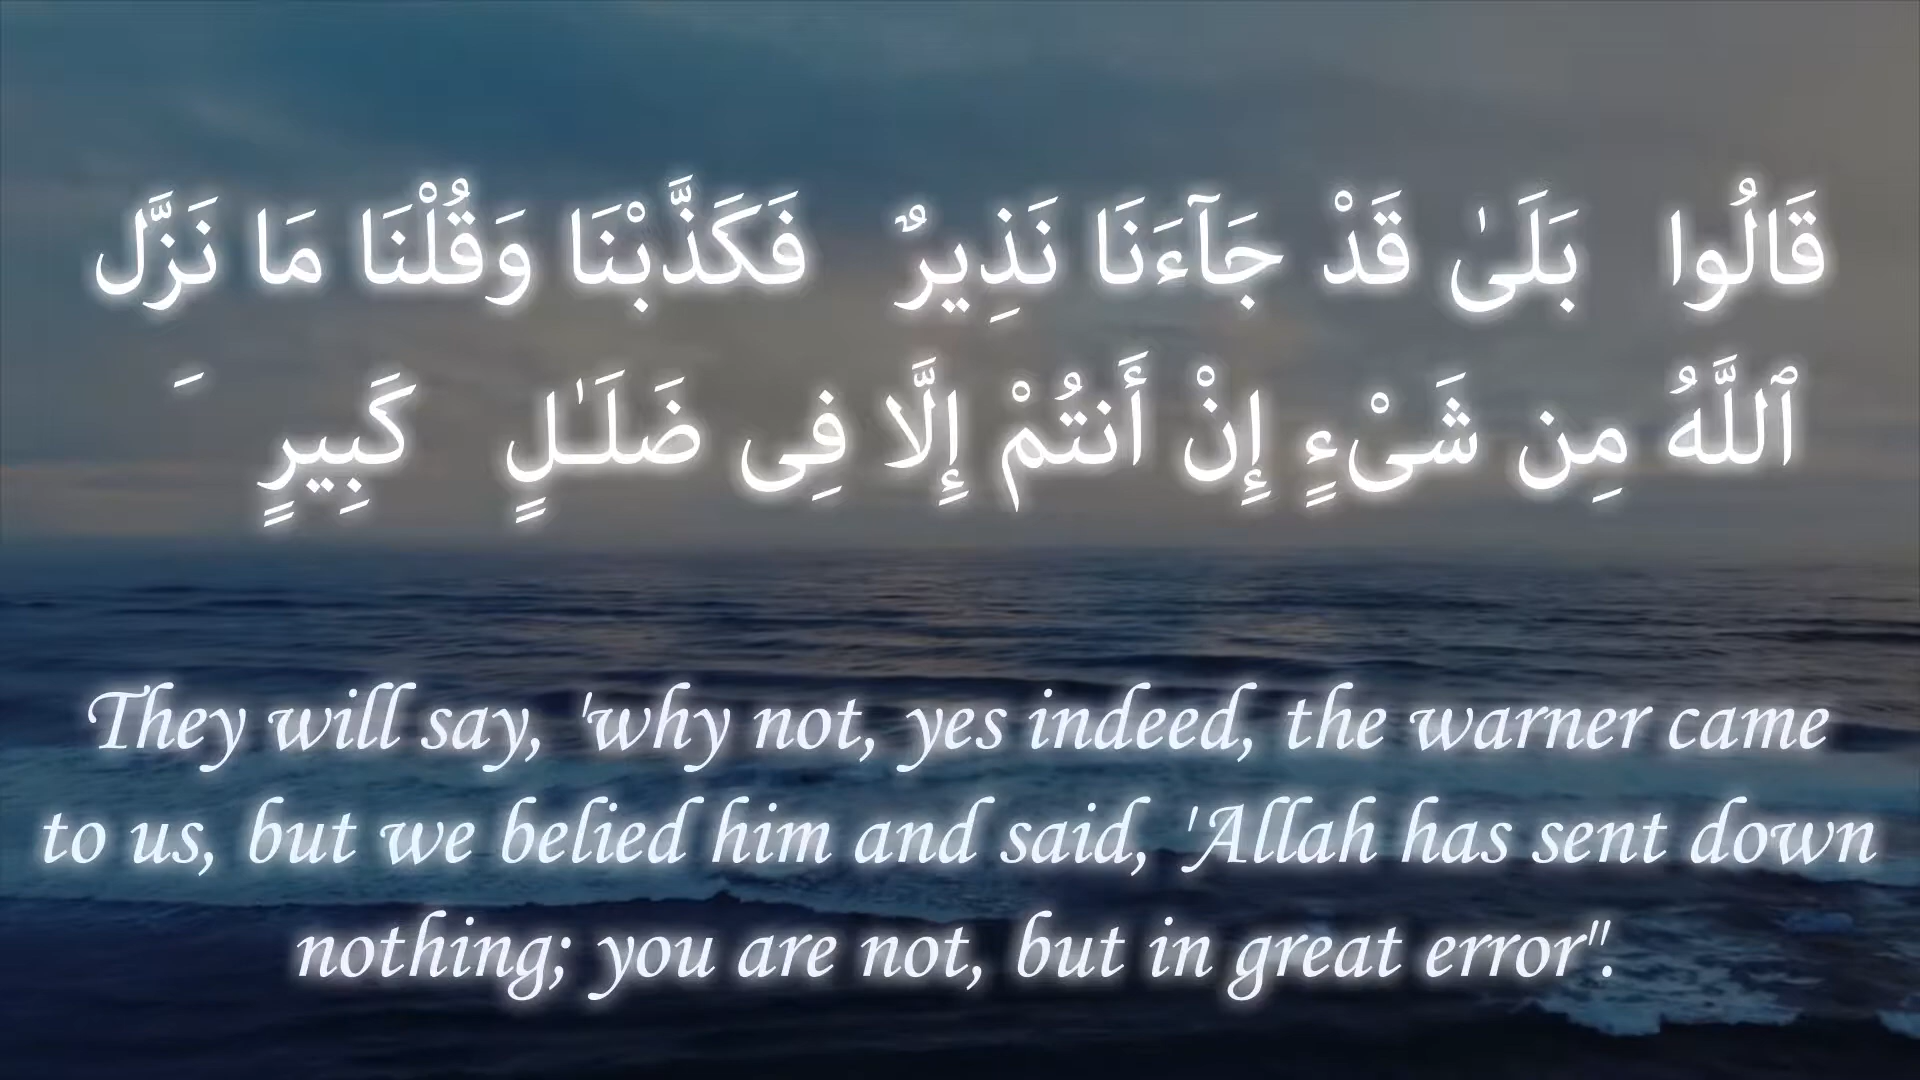 قَالُوا بَلَىٰ قَدْ جَآءَنَا نَذِيرٌ فَكَذَّبْنَا وَقُلْنَا مَا نَزَّل
ٱللَّهُ مِن شَىْءٍ إِنْ أَنتُمْ إِلَّا فِى ضَلَـٰلٍ كَبِيرٍ َ
They will say, 'why not, yes indeed, the warner came
to us, but we belied him and said, 'Allah has sent down
nothing; you are not, but in great error".